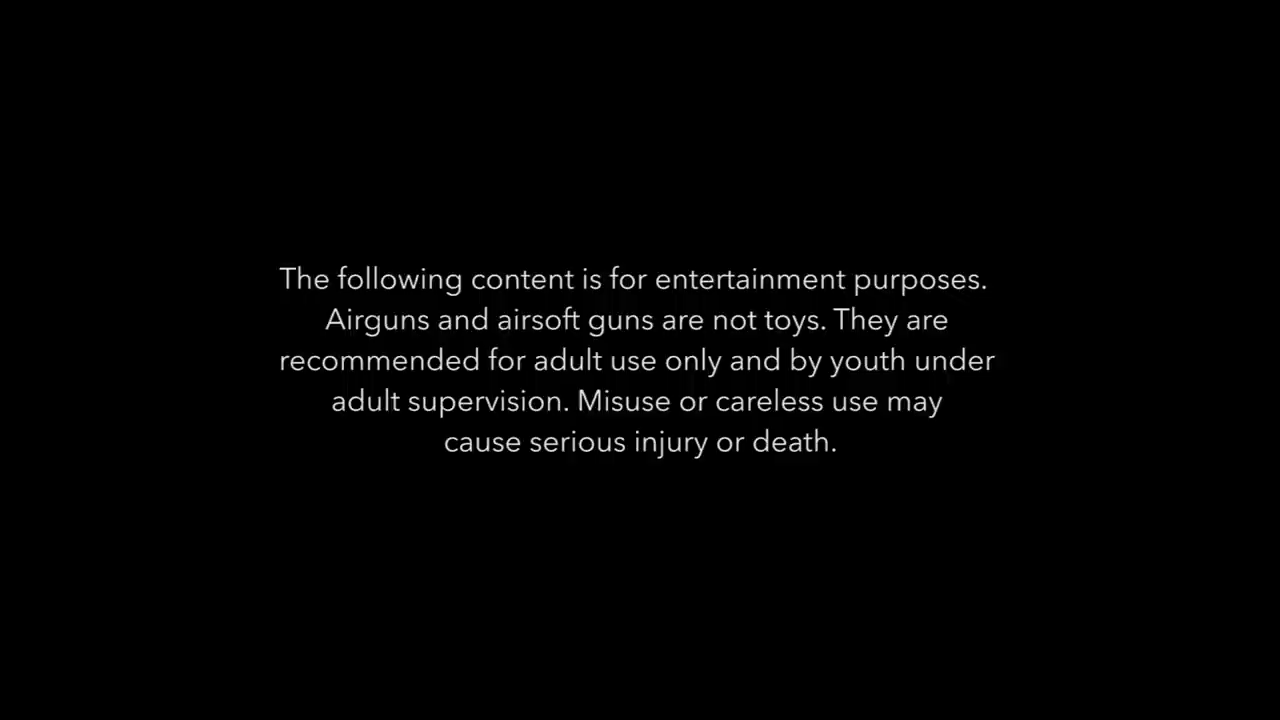 The following content is for entertainment purposes.
Airguns and airsoft guns are not toys. They are
recommended for adult use only and by youth under
adult supervision. Misuse or careless use may
cause serious injury or death.